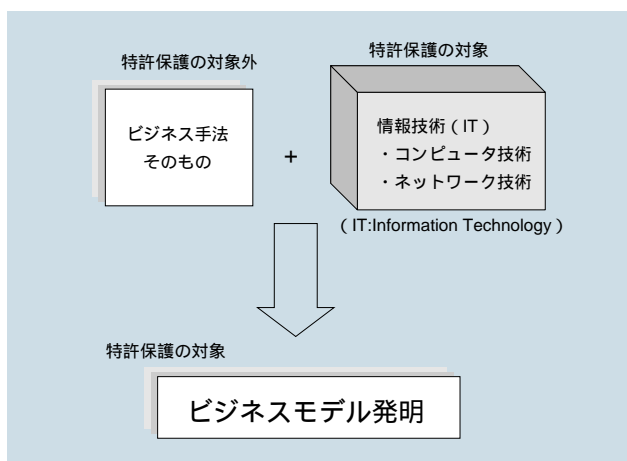 特許保護の対象外
特許保護の対象
ビジネス手法
そのもの
+
情報技術(IT)
・コンピュータ技術
・ネットワーク技術
(IT:Information Technology)
特許保護の対象
ビジネスモデル発明